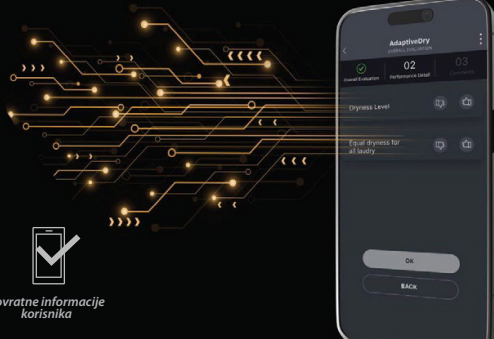 AdaptiveDry
OVERALL EVALUATION
Overall Evaluation
02
Performance Detail
03
Comments
Dryness Level
Equal dryness for
all laudry
OK
BACK
ovratne informacije
korisnika